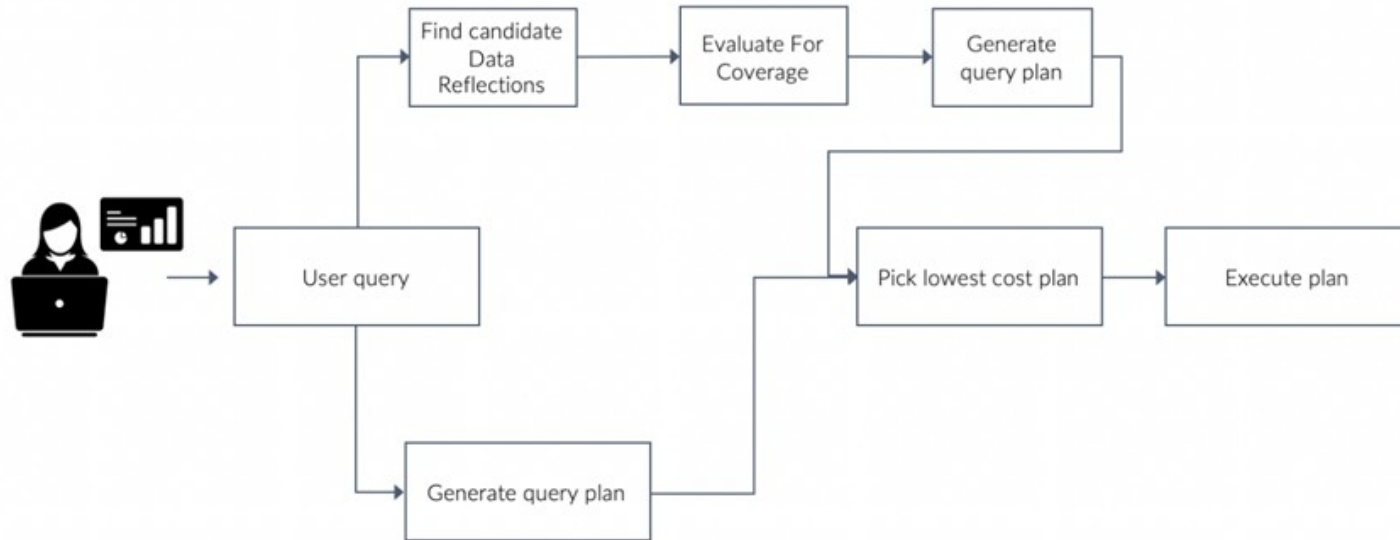 Find candidate
Data
Reflections
Evaluate For
Coverage
Generate
query plan
User query
Pick lowest cost plan
Execute plan
Generate query plan